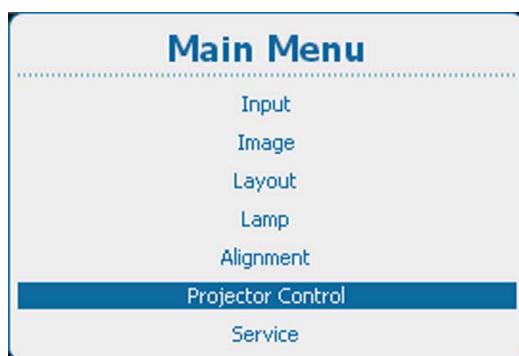 Main Menu
Input
Image
Layout
Lamp
Alignment
Projector Control
Service